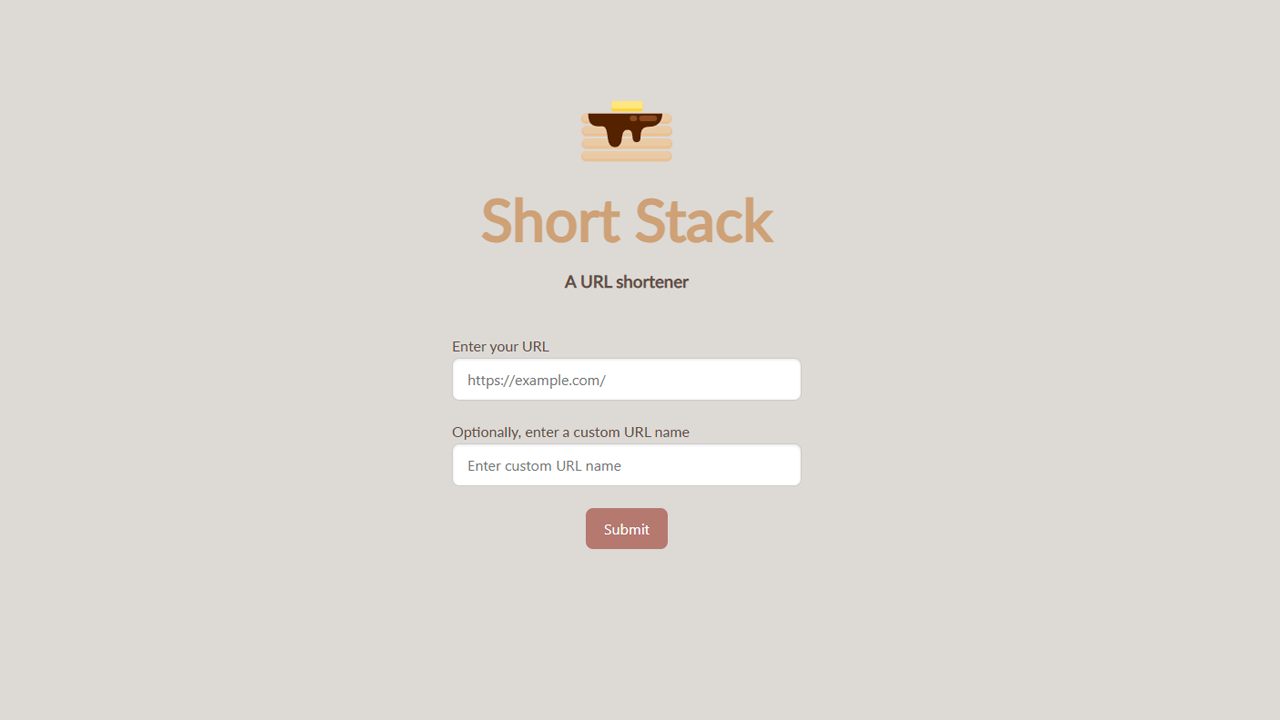 Short Stack
A URL shortener
Enter your URL
https://example.com/
Optionally, enter a custom URL name
Enter custom URL name
Submit